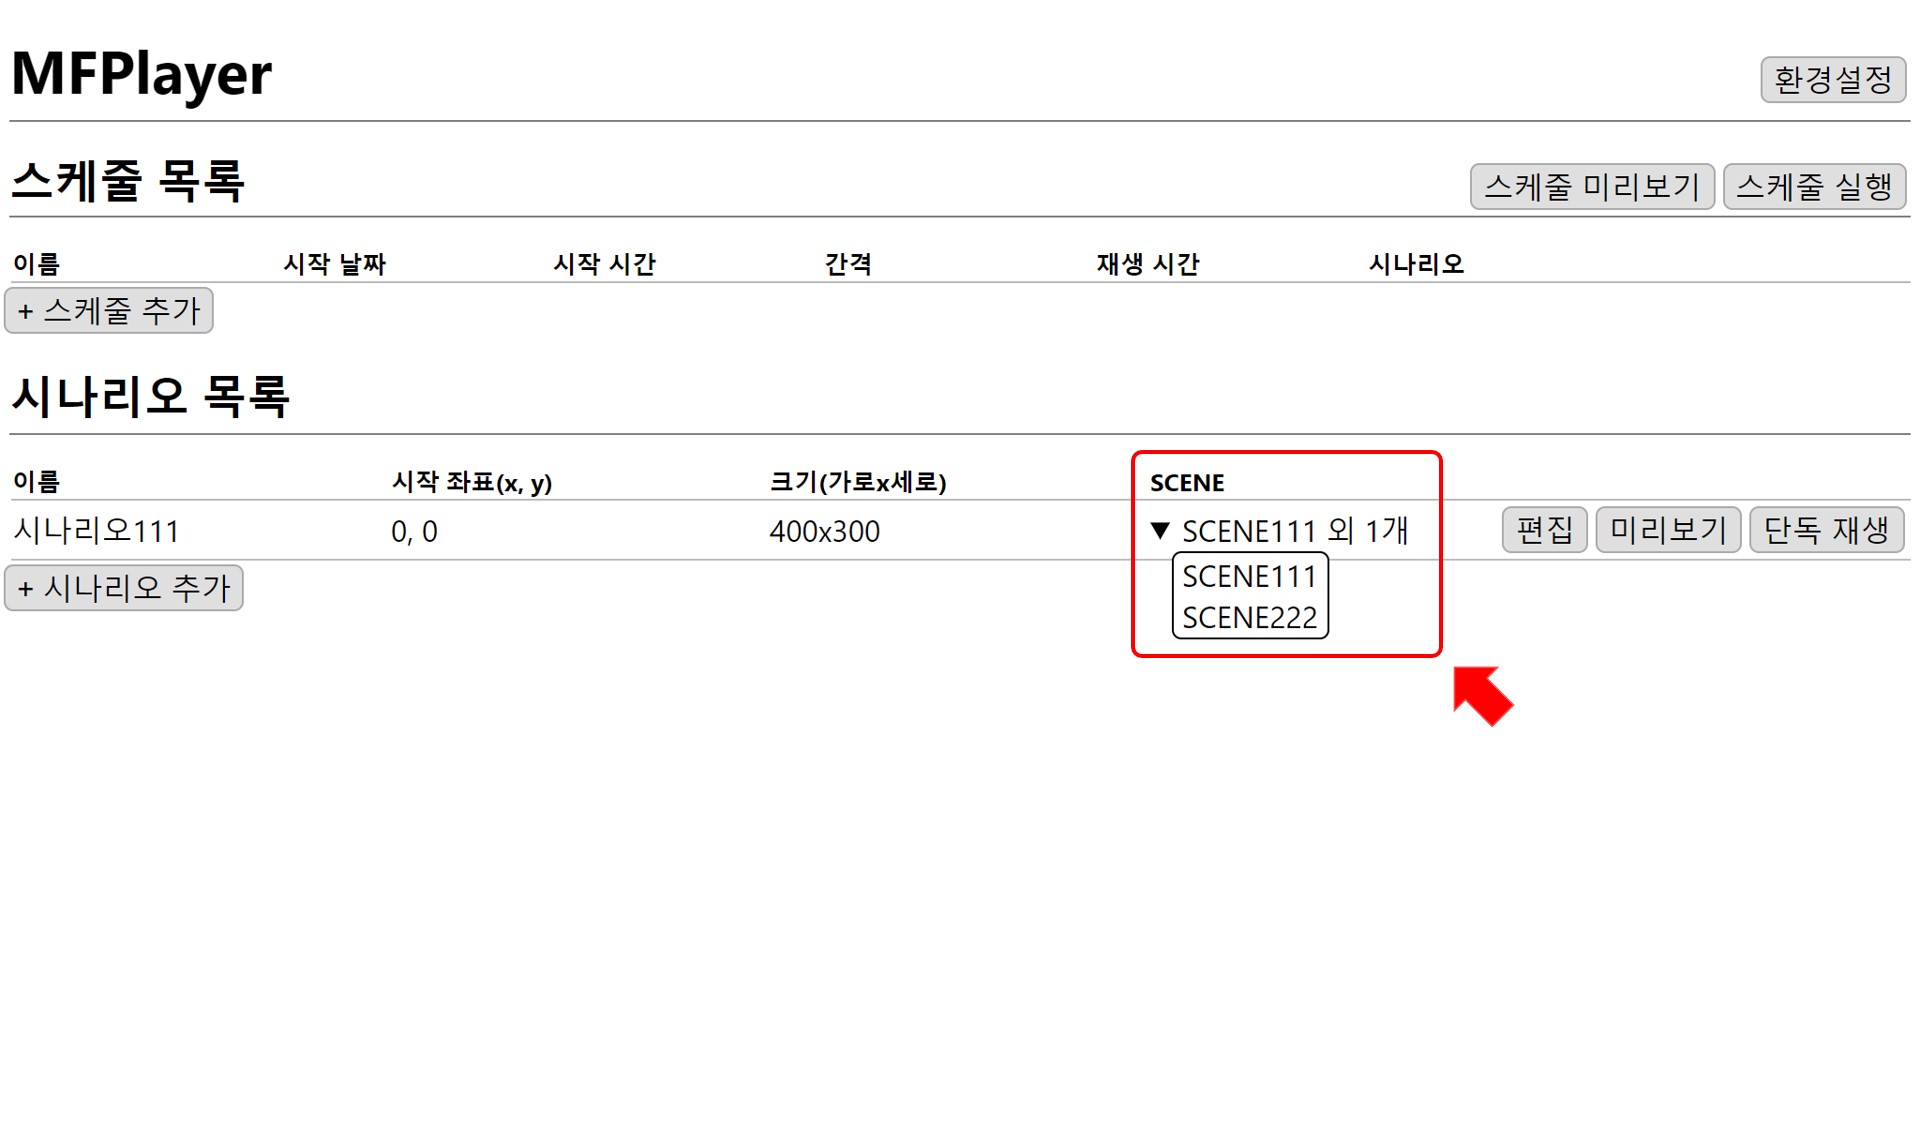 MFPlayer
환경설정
스케줄 목록
스케줄 미리보기 스케줄 실행
이름 시작 날짜 시작 시간 간격 재생 시간 시나리오
+ 스케줄 추가
시나리오 목록
이름 시작 좌표(x, y) 크기(가로x세로) SCENE
시나리오111 0, 0 400x300 ▼ SCENE111 외 1개 편집 미리보기 단독 재생
SCENE111
SCENE222
+ 시나리오 추가